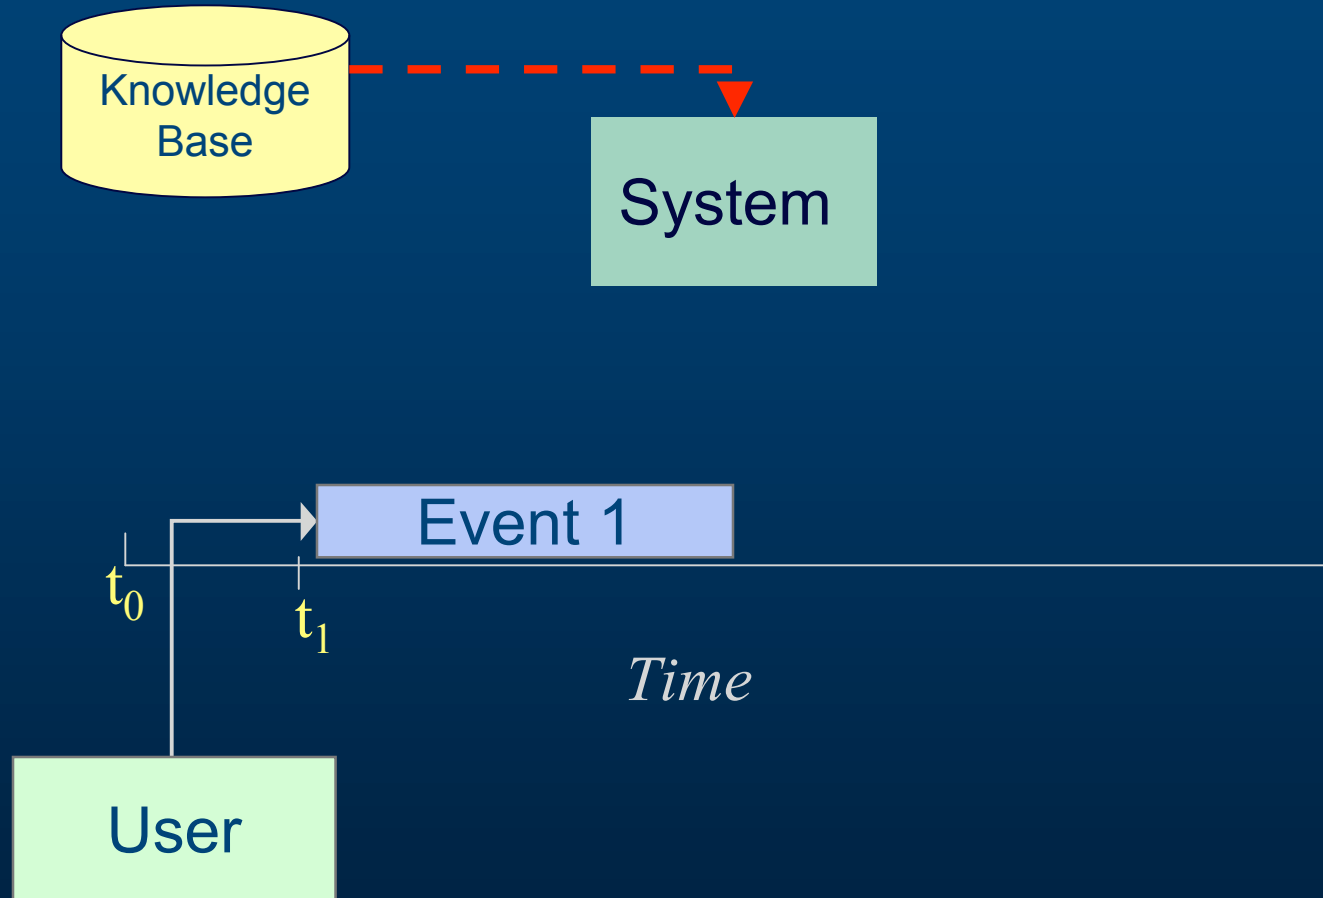 Knowledge
Base
System
Event 1
t₀
t₁
Time
User